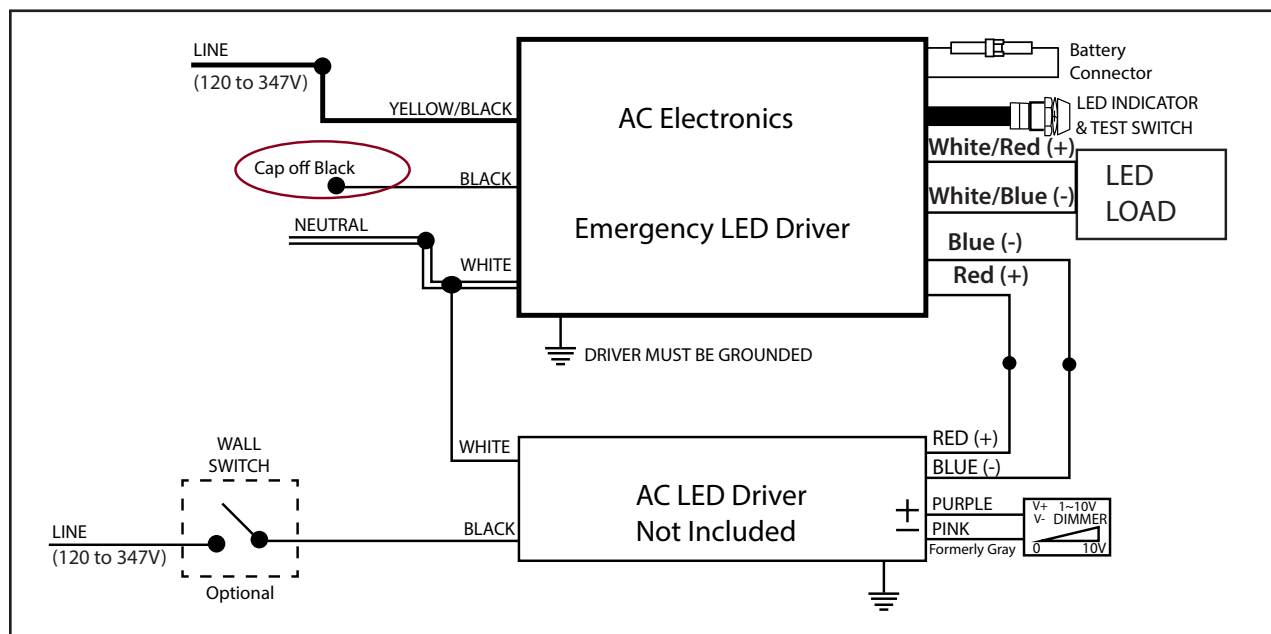 LINE
(120 to 347V)
YELLOW/BLACK
Cap off Black
BLACK
NEUTRAL
WHITE
AC Electronics
Emergency LED Driver
Battery
Connector
LED INDICATOR
& TEST SWITCH
White/Red (+)
White/Blue (-)
LED
LOAD
Blue (-)
Red (+)
DRIVER MUST BE GROUNDED
WHITE
WALL
SWITCH
LINE
(120 to 347V)
Optional
BLACK
AC LED Driver
Not Included
RED (+)
BLUE (-)
+
−
PURPLE
PINK
Formerly Gray
V+ 1~10V
V- DIMMER
0 10V